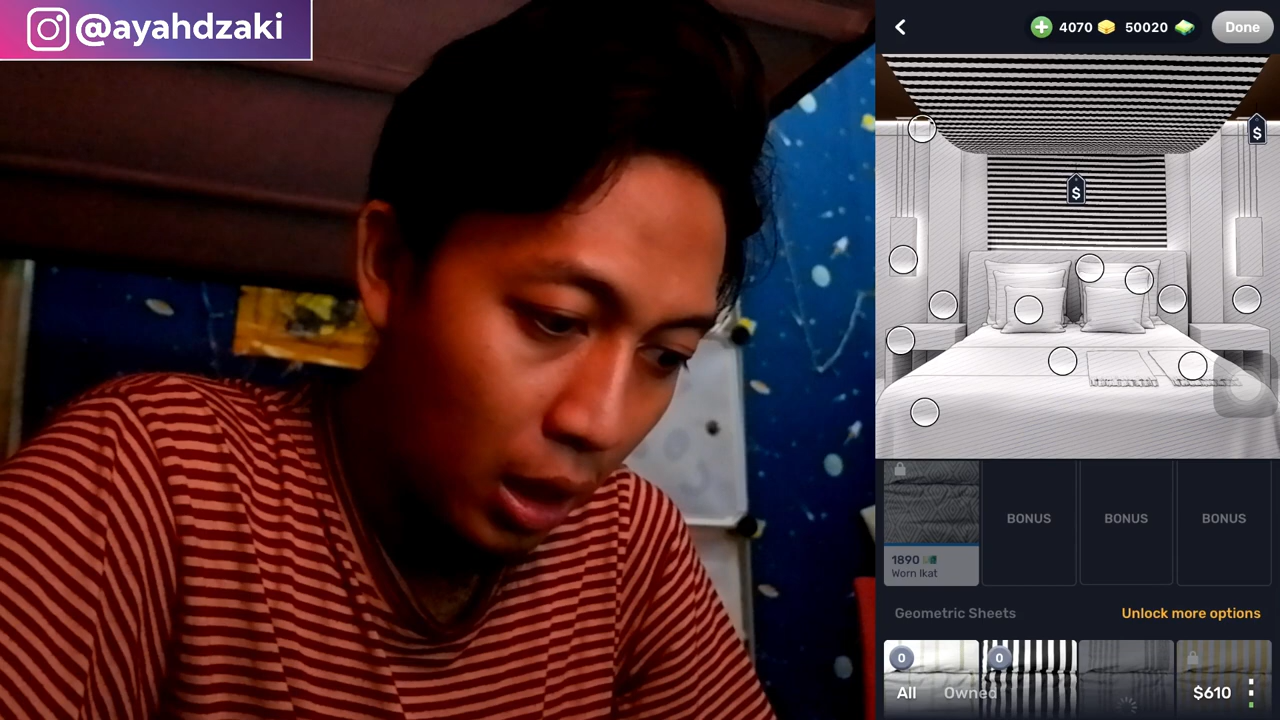 @ayahdzaki
4070
50020
Done
$
$
BONUS
BONUS
BONUS
1890
Worn Ikat
Geometric Sheets
Unlock more options
0
0
All
Owned
$610